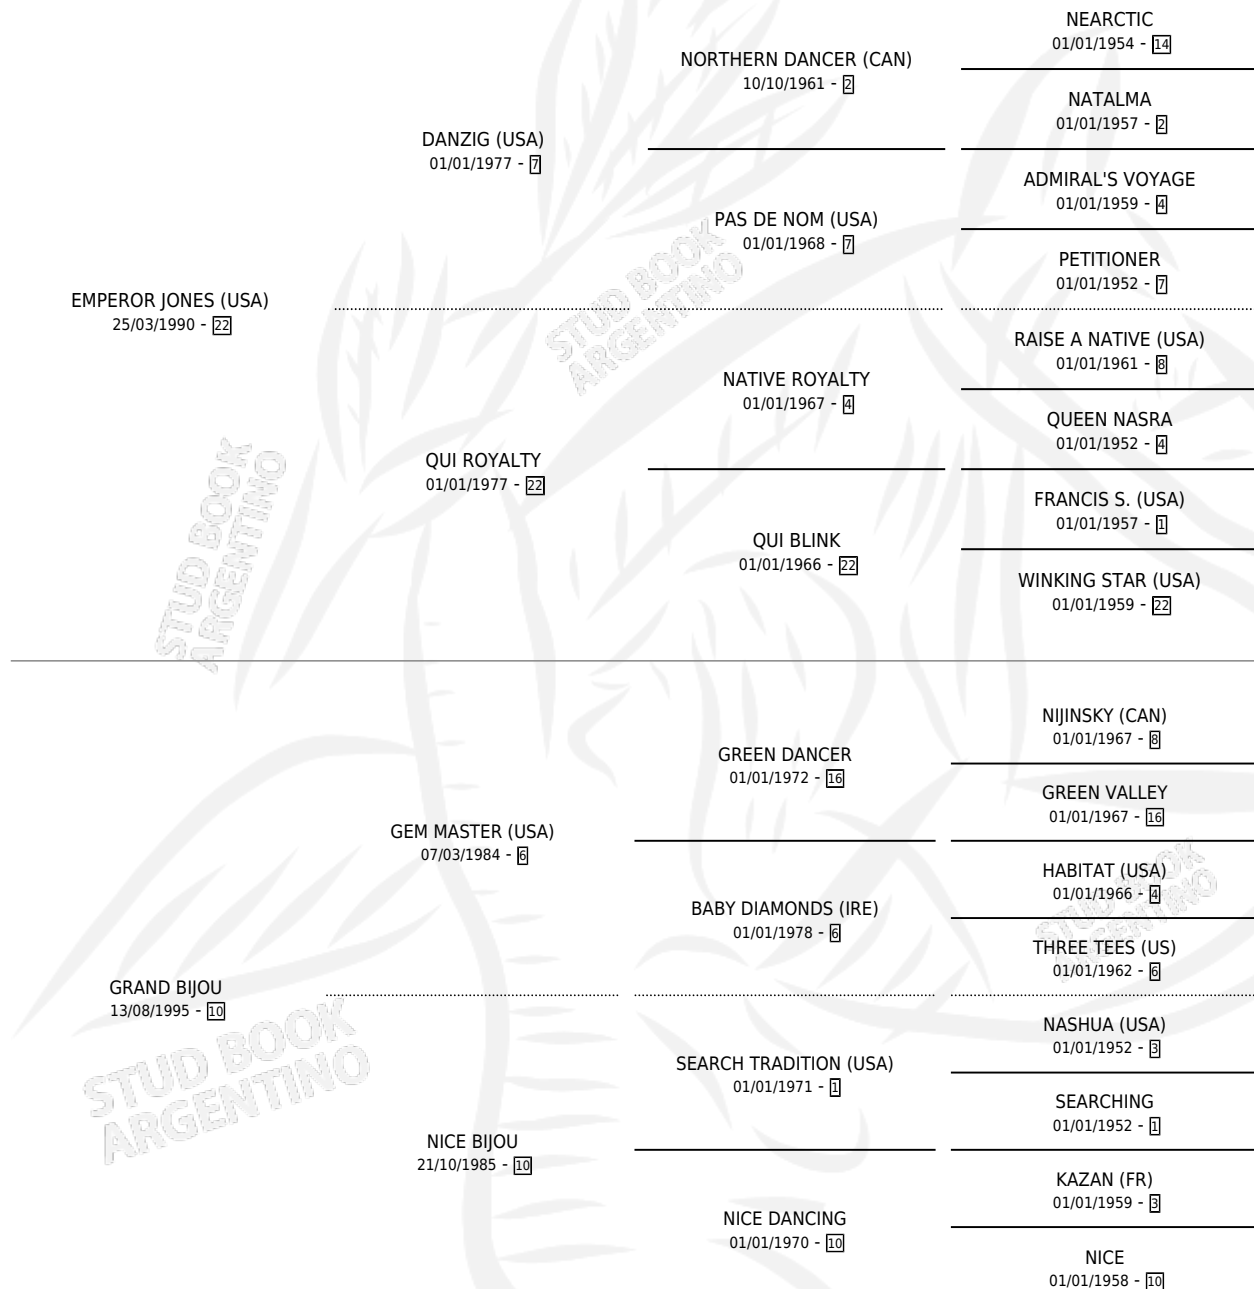 NEARCTIC
01/01/1954 - 14
NORTHERN DANCER (CAN)
10/10/1961 - 2
NATALMA
01/01/1957 - 2
DANZIG (USA)
01/01/1977 - 7
ADMIRAL'S VOYAGE
01/01/1959 - 4
PAS DE NOM (USA)
01/01/1968 - 7
PETITIONER
01/01/1952 - 7
STUD BOOK
ARGENTINO
EMPEROR JONES (USA)
25/03/1990 - 22
RAISE A NATIVE (USA)
01/01/1961 - 8
NATIVE ROYALTY
01/01/1967 - 4
QUEEN NASRA
01/01/1952 - 4
QUI ROYALTY
01/01/1977 - 22
FRANCIS S. (USA)
01/01/1957 - 1
QUI BLINK
01/01/1966 - 22
WINKING STAR (USA)
01/01/1959 - 22
STUD BOOK
ARGENTINO
NIJINSKY (CAN)
01/01/1967 - 8
GREEN DANCER
01/01/1972 - 16
GREEN VALLEY
01/01/1967 - 16
GEM MASTER (USA)
07/03/1984 - 6
HABITAT (USA)
01/01/1966 - 4
BABY DIAMONDS (IRE)
01/01/1978 - 6
THREE TEES (US)
01/01/1962 - 6
STUD BOOK
ARGENTINO
GRAND BIJOU
13/08/1995 - 10
NASHUA (USA)
01/01/1952 - 3
SEARCH TRADITION (USA)
01/01/1971 - 1
SEARCHING
01/01/1952 - 1
NICE BIJOU
21/10/1985 - 10
KAZAN (FR)
01/01/1959 - 3
NICE DANCING
01/01/1970 - 10
NICE
01/01/1958 - 10
STUD BOOK
ARGENTINO